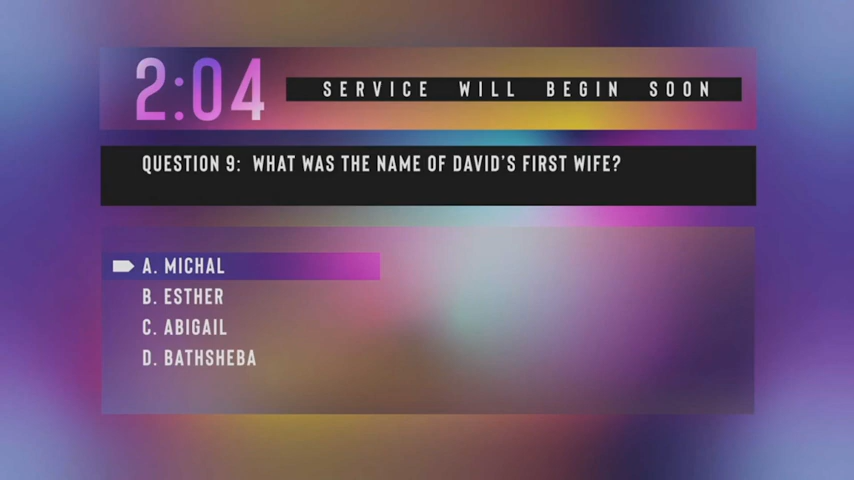 2:04
SERVICE WILL BEGIN SOON
QUESTION 9: WHAT WAS THE NAME OF DAVID'S FIRST WIFE?
A. MICHAL
B. ESTHER
C. ABIGAIL
D. BATHSHEBA